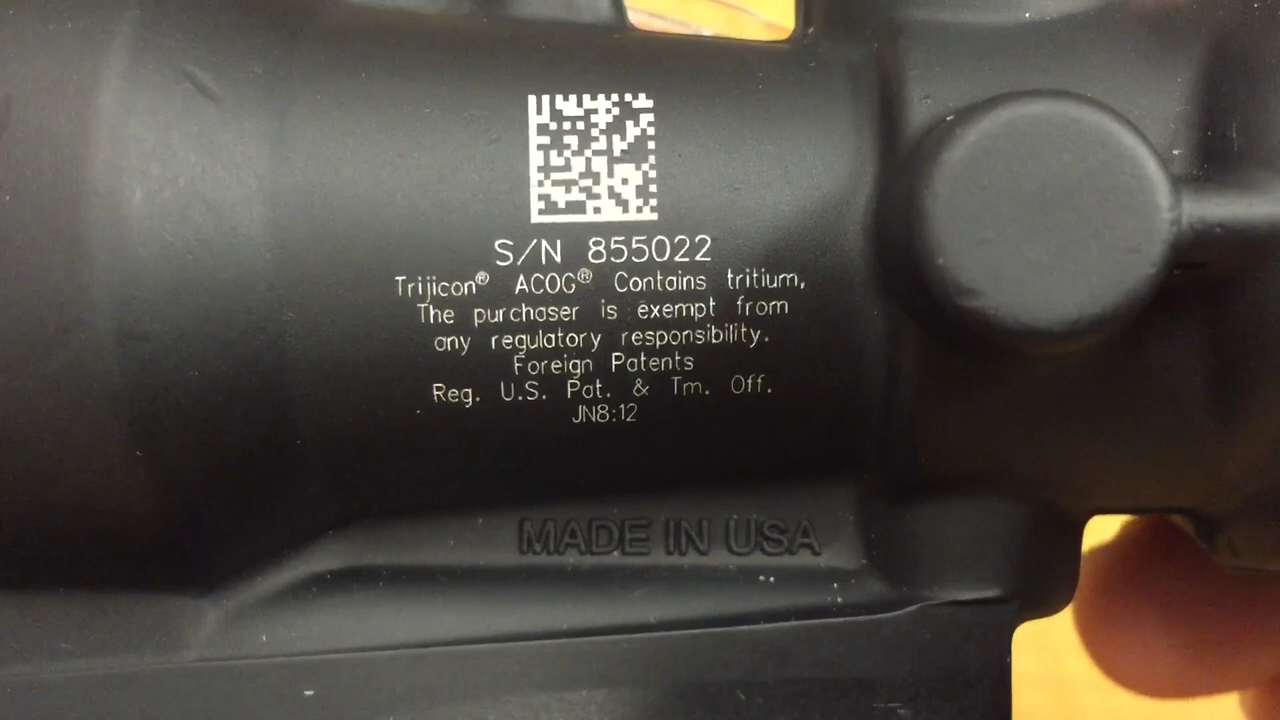 S/N 855022
Trijicon® ACOG® Contains tritium,
The purchaser is exempt from
any regulatory responsibility.
Foreign Patents
Reg. U.S. Pat. & Tm. Off.
JN8:12
MADE IN USA